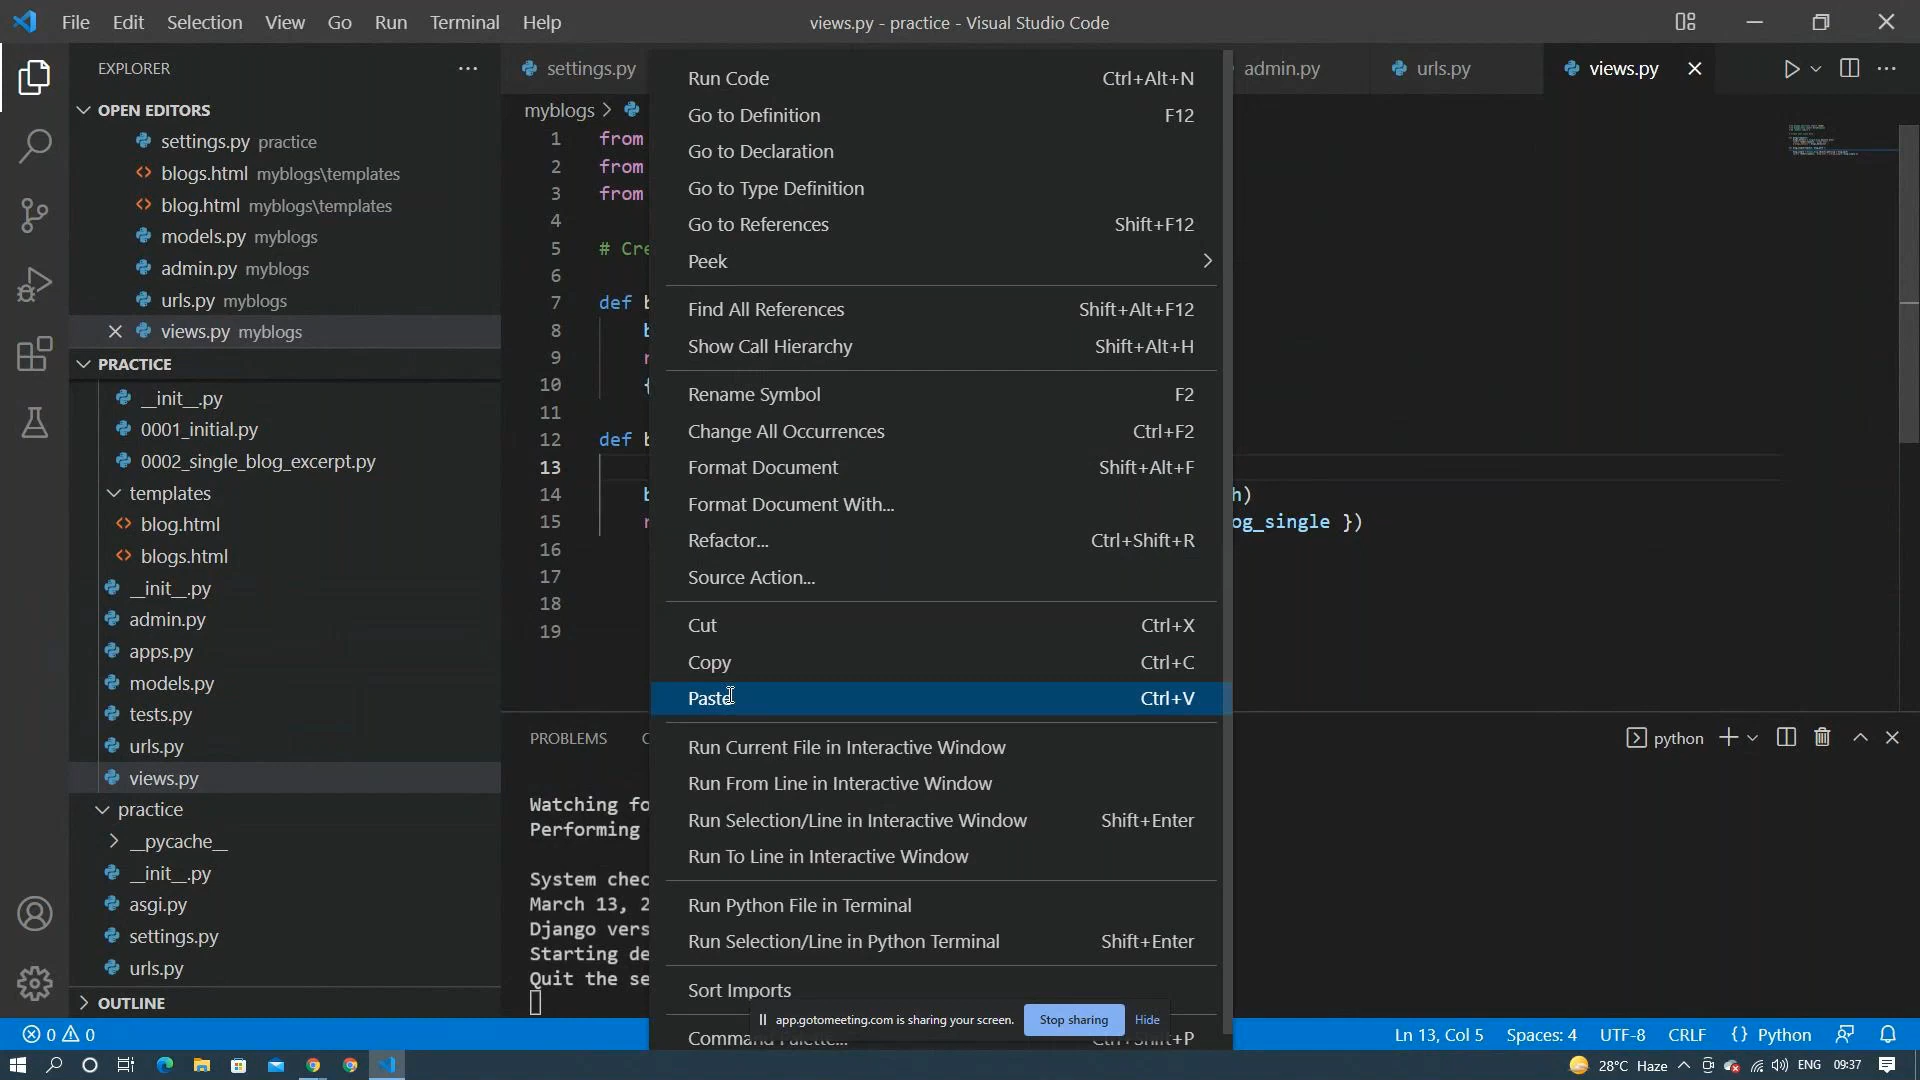 File Edit Selection View Go Run Terminal Help
views.py - practice - Visual Studio Code
EXPLORER
OPEN EDITORS
settings.py practice
blogs.html myblogs\templates
blog.html myblogs\templates
models.py myblogs
admin.py myblogs
urls.py myblogs
views.py myblogs
PRACTICE
__init__.py
0001_initial.py
0002_single_blog_excerpt.py
templates
blog.html
blogs.html
__init__.py
admin.py
apps.py
models.py
tests.py
urls.py
views.py
practice
__pycache__
__init__.py
asgi.py
settings.py
urls.py
OUTLINE
settings.py
admin.py
urls.py
views.py
myblogs
1 from
2 from
3 from
4
5 # Cre
6
7 def b
8 b
9 r
10 {
11
12 def b
13
14 b h)
15 r og_single })
16
17
18
19
Run Code Ctrl+Alt+N
Go to Definition F12
Go to Declaration
Go to Type Definition
Go to References Shift+F12
Peek
Find All References Shift+Alt+F12
Show Call Hierarchy Shift+Alt+H
Rename Symbol F2
Change All Occurrences Ctrl+F2
Format Document Shift+Alt+F
Format Document With...
Refactor... Ctrl+Shift+R
Source Action...
Cut Ctrl+X
Copy Ctrl+C
Paste Ctrl+V
Run Current File in Interactive Window
Run From Line in Interactive Window
Run Selection/Line in Interactive Window Shift+Enter
Run To Line in Interactive Window
Run Python File in Terminal
Run Selection/Line in Python Terminal Shift+Enter
Sort Imports
Command Palette... Ctrl+Shift+P
PROBLEMS
python
Watching fo
Performing
System chec
March 13, 2
Django vers
Starting de
Quit the se
app.gotomeeting.com is sharing your screen. Stop sharing Hide
0 0
Ln 13, Col 5 Spaces: 4 UTF-8 CRLF {} Python
28°C Haze ENG 09:37